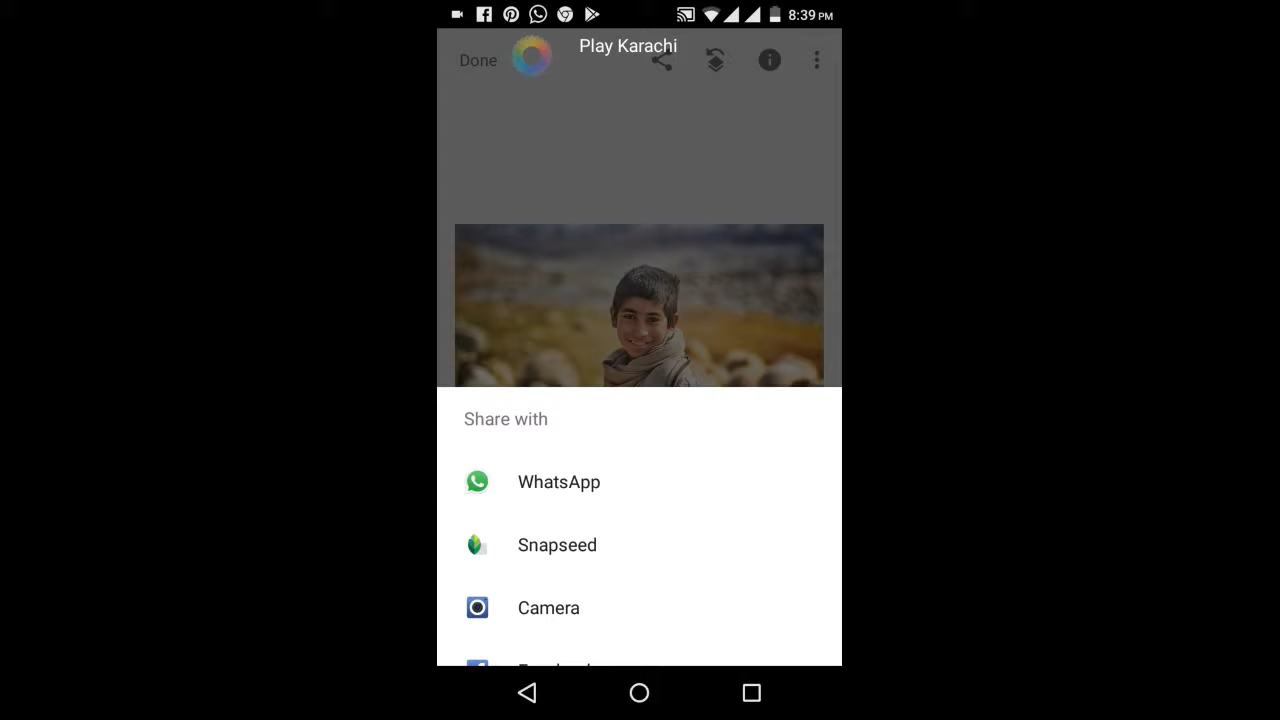 8:39 PM
Play Karachi
Done
Share with
WhatsApp
Snapseed
Camera